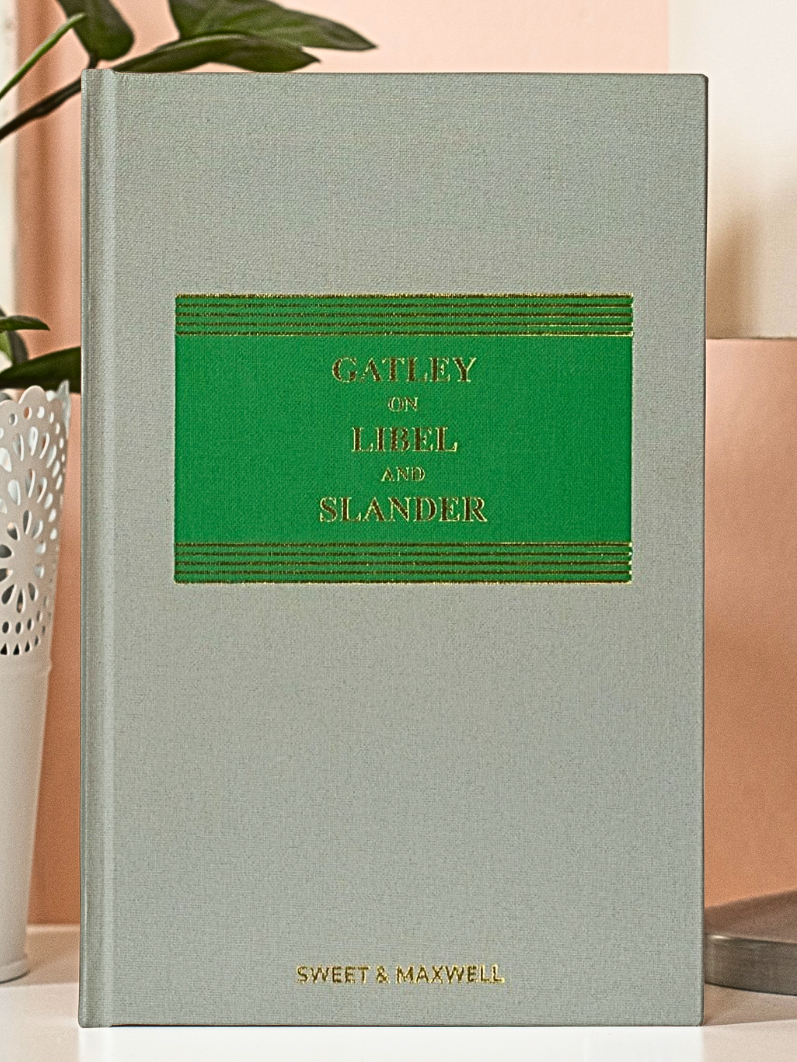 GATLEY
ON
LIBEL
AND
SLANDER
SWEET & MAXWELL